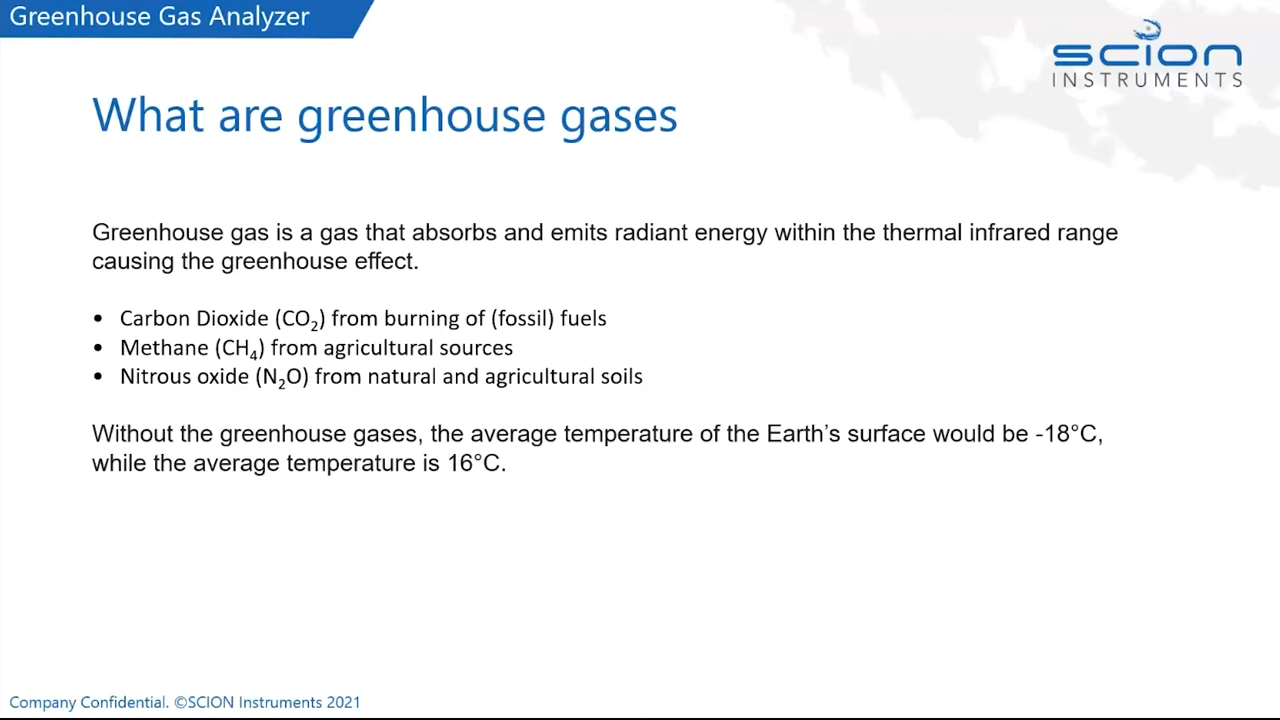 Greenhouse Gas Analyzer
scion
INSTRUMENTS
What are greenhouse gases
Greenhouse gas is a gas that absorbs and emits radiant energy within the thermal infrared range
causing the greenhouse effect.
• Carbon Dioxide (CO₂) from burning of (fossil) fuels
• Methane (CH₄) from agricultural sources
• Nitrous oxide (N₂O) from natural and agricultural soils
Without the greenhouse gases, the average temperature of the Earth’s surface would be -18°C,
while the average temperature is 16°C.
Company Confidential. ©SCION Instruments 2021